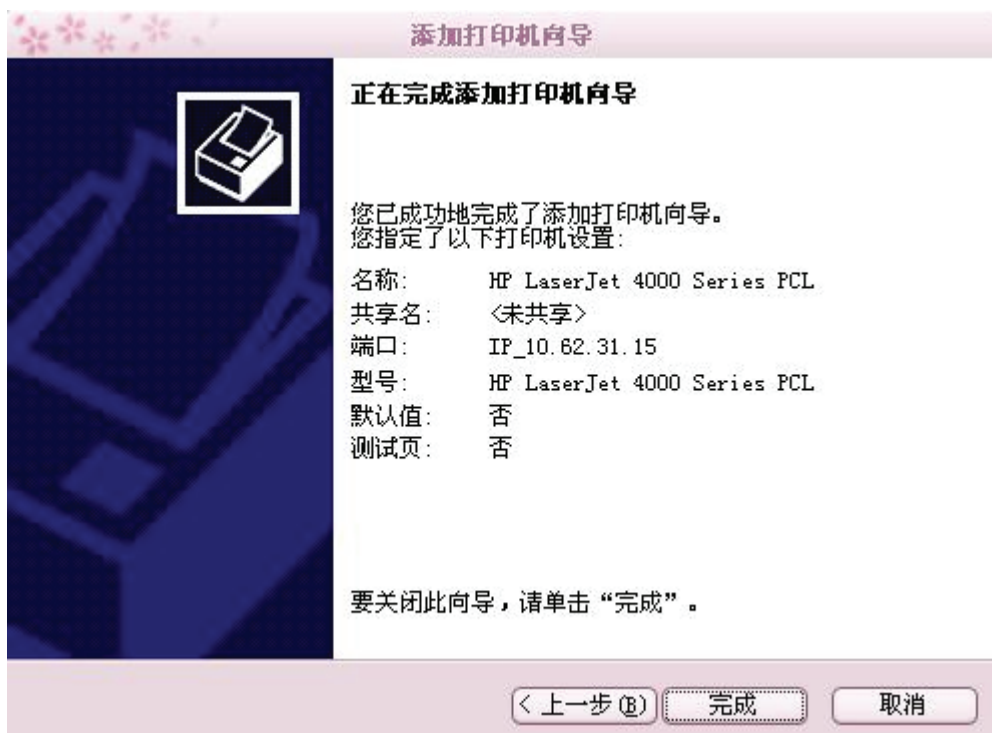 添加打印机向导
正在完成添加打印机向导
您已成功地完成了添加打印机向导。
您指定了以下打印机设置:
名称: HP LaserJet 4000 Series PCL
共享名: <未共享>
端口: IP_10.62.31.15
型号: HP LaserJet 4000 Series PCL
默认值: 否
测试页: 否
要关闭此向导，请单击“完成”。
< 上一步(B) 完成 取消